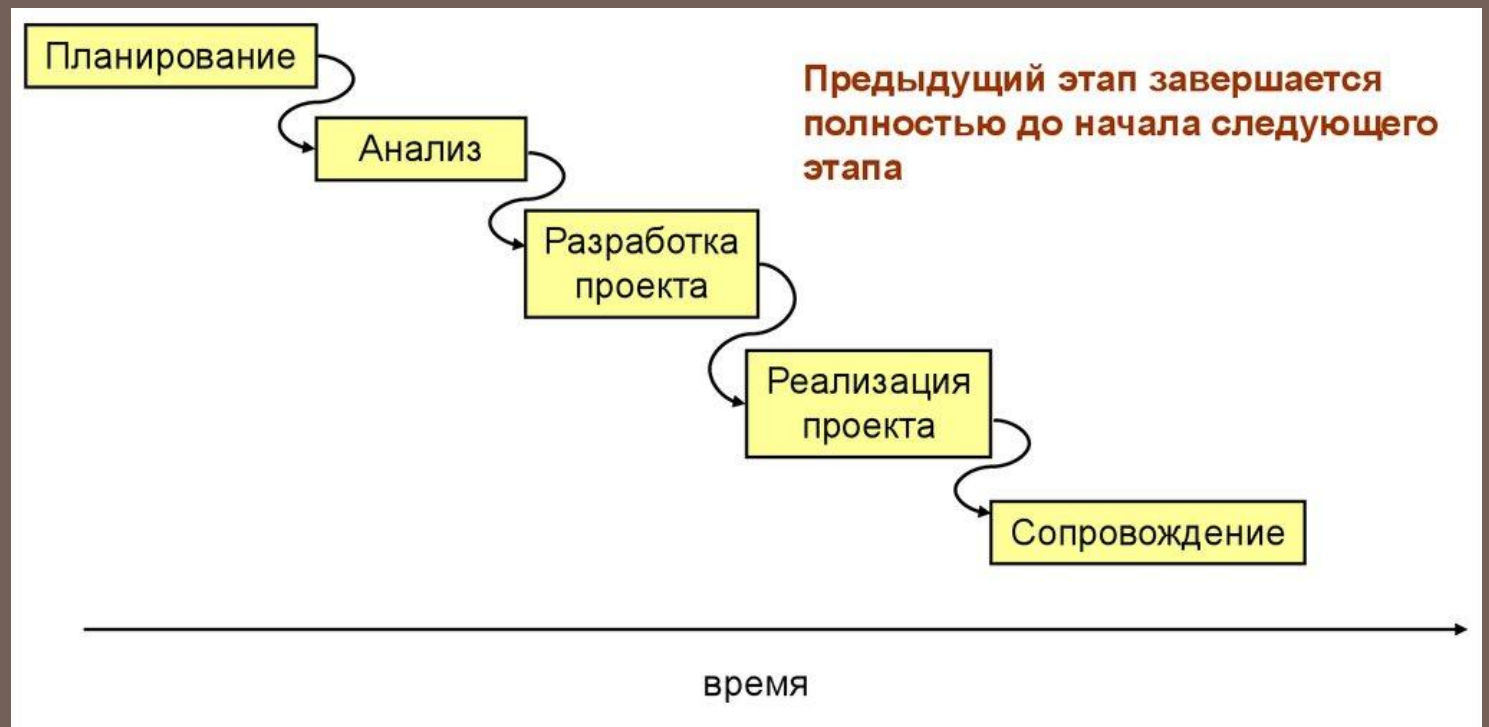 Планирование
Предыдущий этап завершается
полностью до начала следующего
этапа
Анализ
Разработка
проекта
Реализация
проекта
Сопровождение
время